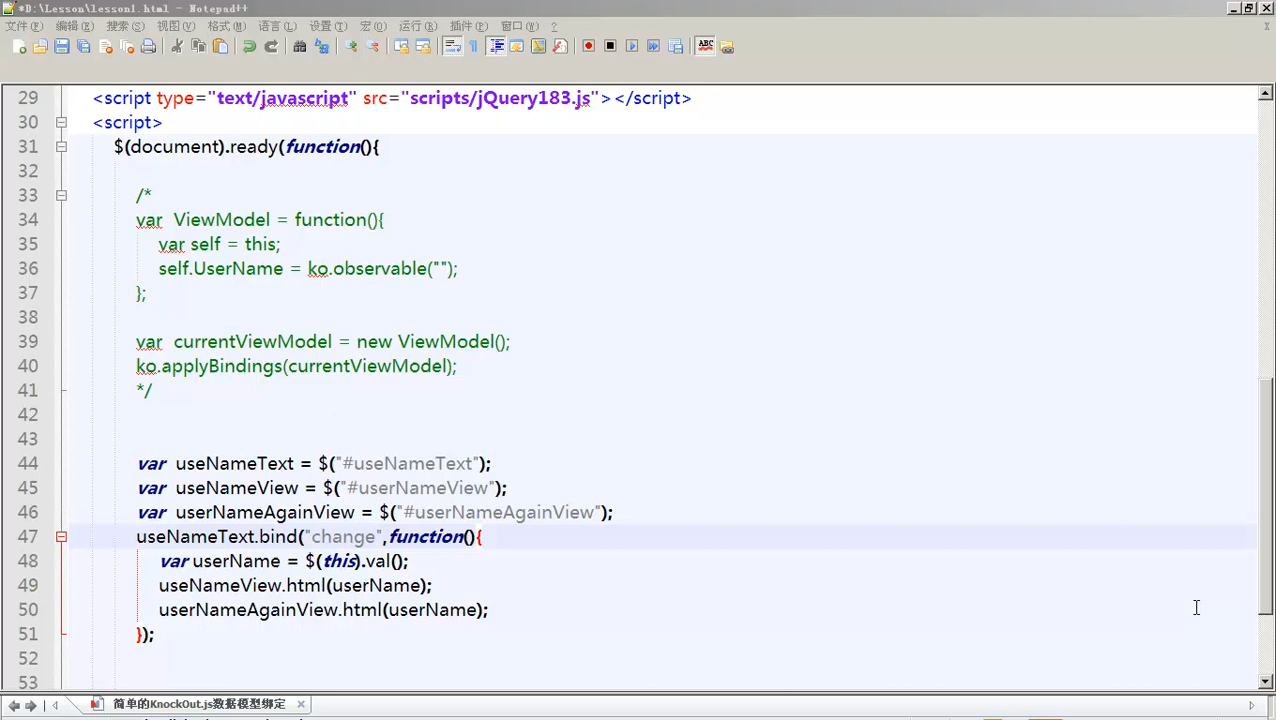 *D:\Lesson\lesson1.html - Notepad++
文件(F) 编辑(E) 搜索(S) 视图(V) 格式(M) 语言(L) 设置(T) 宏(O) 运行(R) 插件(P) 窗口(W) ?
29 <script type="text/javascript" src="scripts/jQuery183.js"></script>
30 <script>
31 $(document).ready(function(){
32
33 /*
34 var ViewModel = function(){
35 var self = this;
36 self.UserName = ko.observable("");
37 };
38
39 var currentViewModel = new ViewModel();
40 ko.applyBindings(currentViewModel);
41 */
42
43
44 var useNameText = $("#useNameText");
45 var useNameView = $("#userNameView");
46 var userNameAgainView = $("#userNameAgainView");
47 useNameText.bind("change",function(){
48 var userName = $(this).val();
49 useNameView.html(userName);
50 userNameAgainView.html(userName);
51 });
52
53
简单的KnockOut.js数据模型绑定